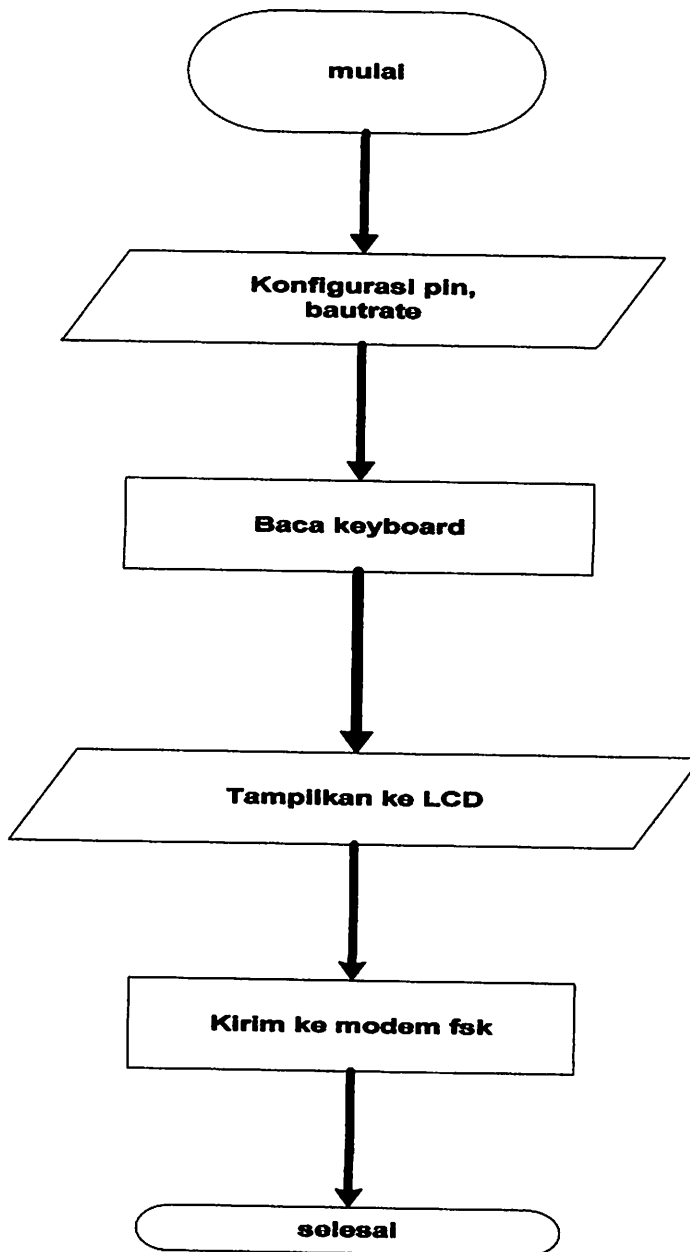 mulai
Konfigurasi pin,
bautrate
Baca keyboard
Tampilkan ke LCD
Kirim ke modem fsk
selesai